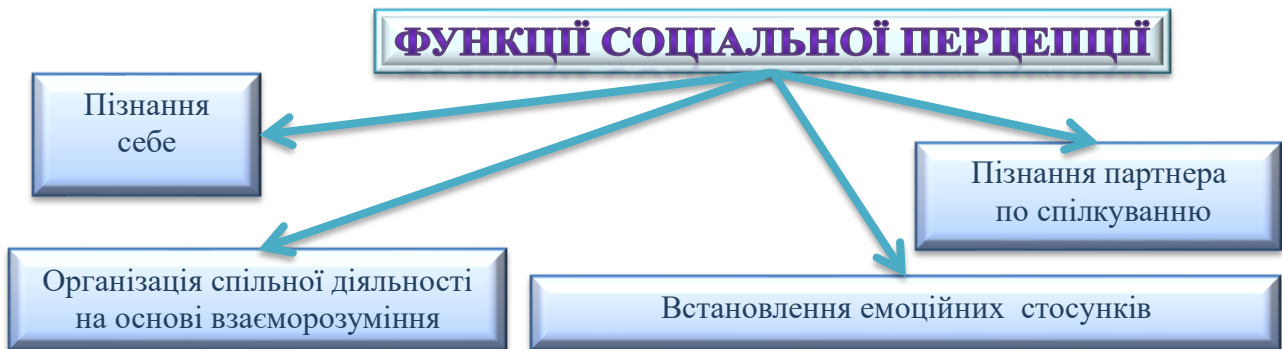 ФУНКЦІЇ СОЦІАЛЬНОЇ ПЕРЦЕПЦІЇ
Пізнання
себе
Пізнання партнера
по спілкуванню
Організація спільної діяльності
на основі взаєморозуміння
Встановлення емоційних стосунків